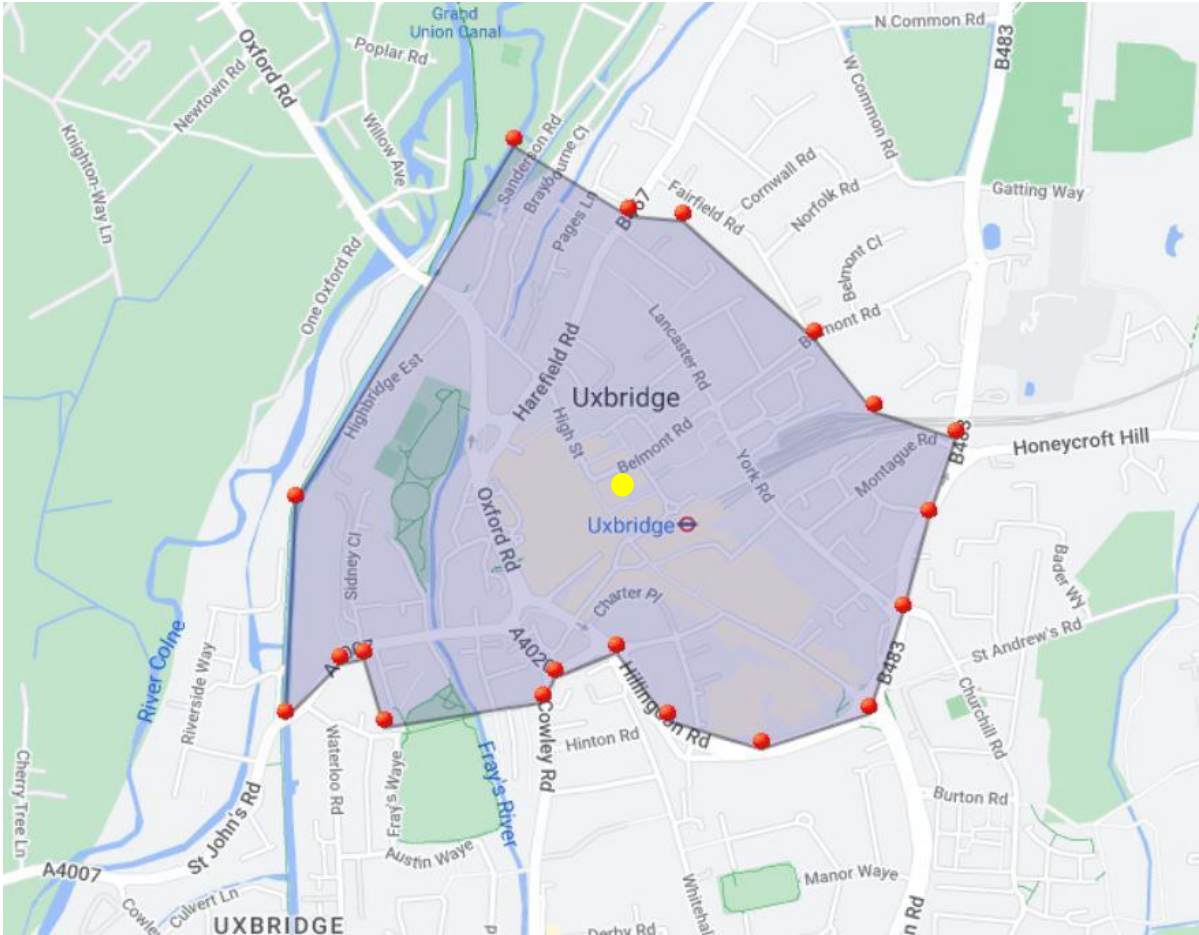 Grand
Union Canal
N Common Rd
B483
Oxford Rd
Poplar Rd
Newtown Rd
W Common Rd
Willow Ave
Knighton-Way Ln
Sanderson Rd
Braybourne Cl
Cornwall Rd
Gatting Way
Fairfield Rd
Norfolk Rd
Pages Ln
One Oxford Rd
Belmont Cl
Lancaster Rd
Harefield Rd
Highbridge Est
Uxbridge
High St
Belmont Rd
Montague Rd
B483
Honeycroft Hill
York Rd
Oxford Rd
Uxbridge
Sidney Cl
Bader Wy
Charter Pl
St Andrew's Rd
River Colne
Riverside Way
Hillingdon Rd
B483
Churchill Rd
Cowley Rd
Waterloo Rd
Hinton Rd
Fray's Waye
Fray's River
Cherry Tree Ln
Burton Rd
St John's Rd
Austin Waye
A4007
Manor Waye
Culvert Ln
UXBRIDGE
Derby Rd